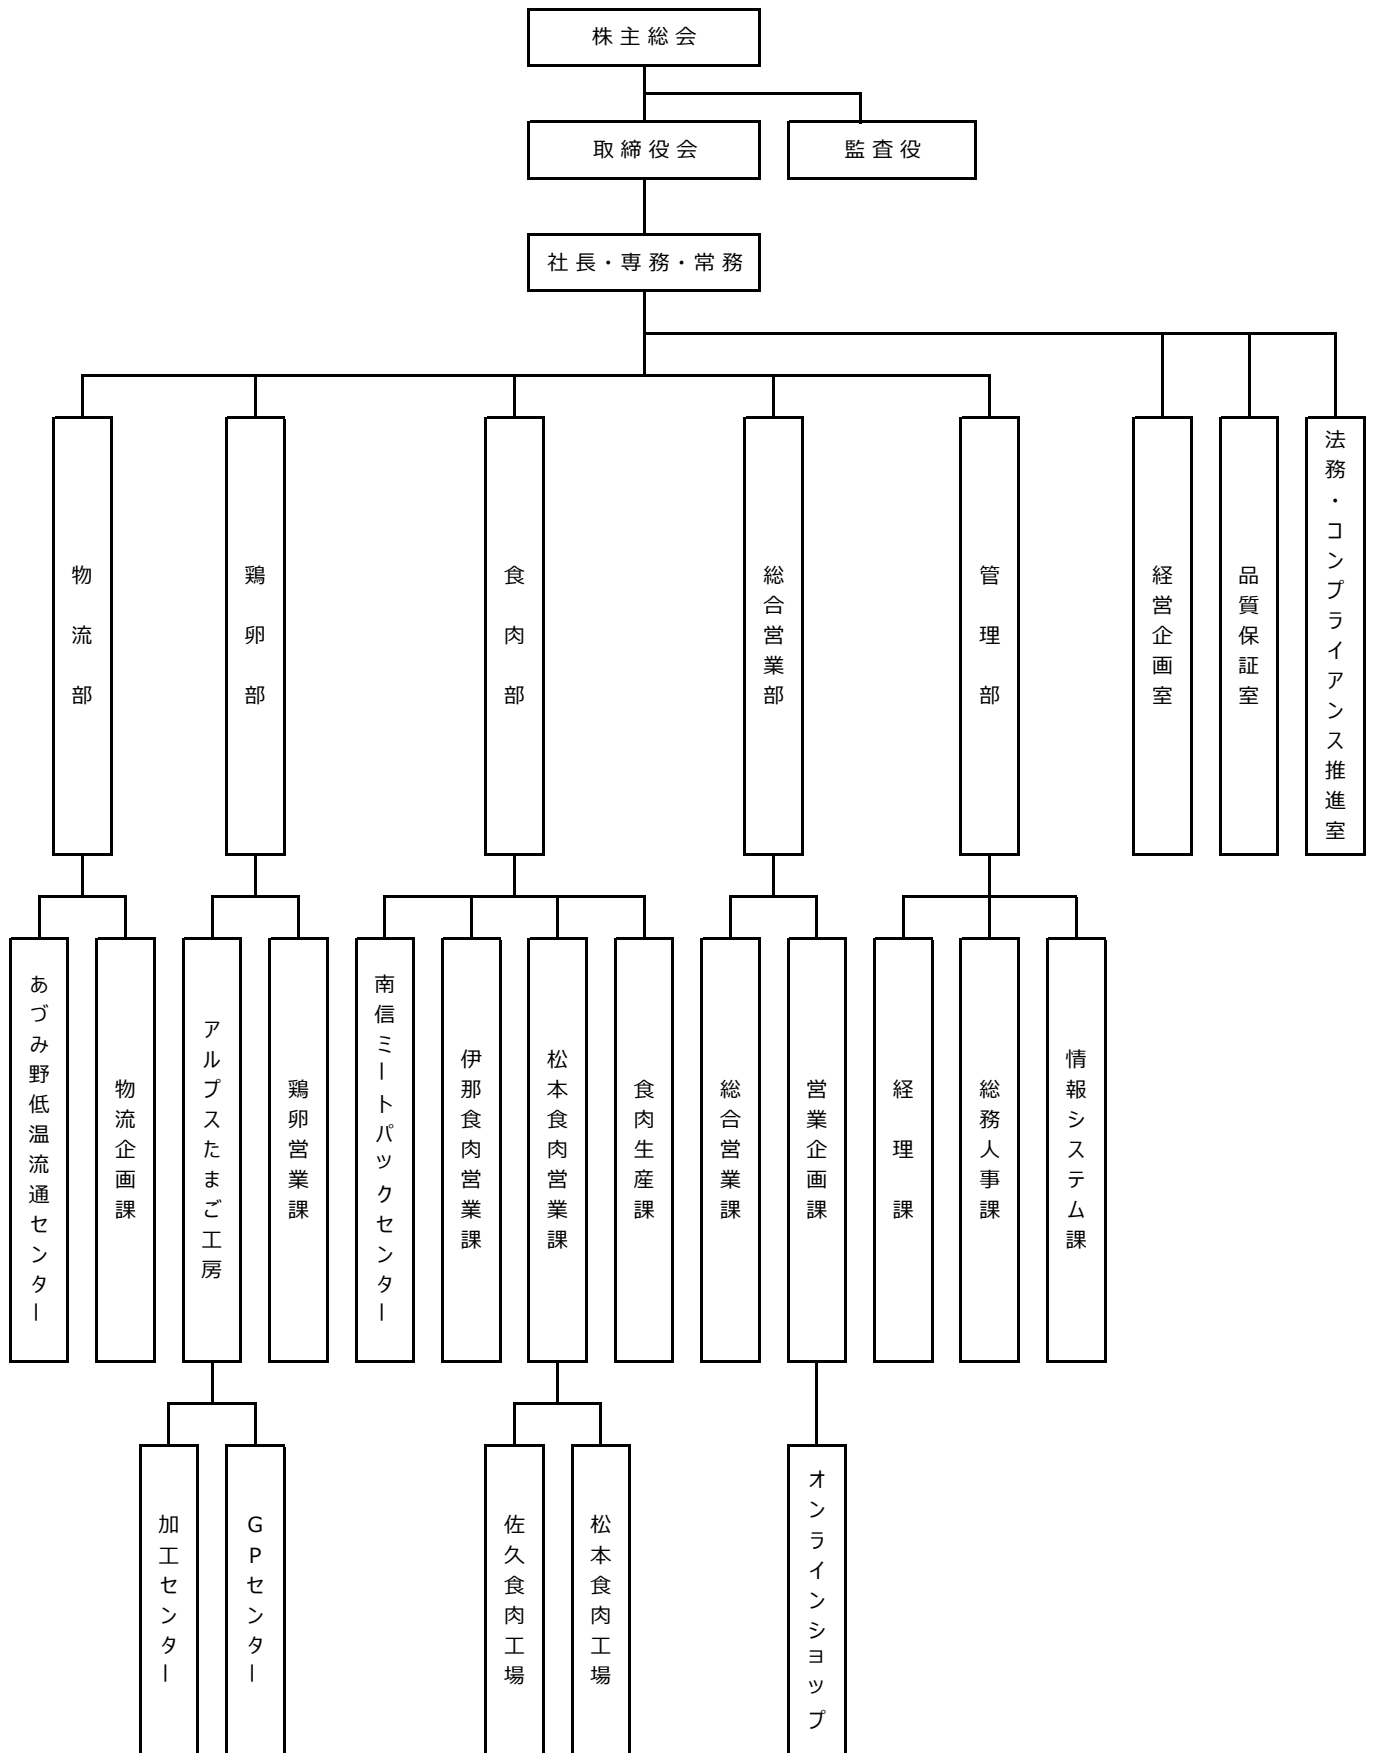 株主総会
取締役会
監査役
社長・専務・常務
物流部
鶏卵部
食肉部
総合営業部
管理部
経営企画室
品質保証室
法務・コンプライアンス推進室
あづみ野低温流通センター
物流企画課
アルプスたまご工房
鶏卵営業課
南信ミートパックセンター
伊那食肉営業課
松本食肉営業課
食肉生産課
総合営業課
営業企画課
経理課
総務人事課
情報システム課
加工センター
GPセンター
佐久食肉工場
松本食肉工場
オンラインショップ